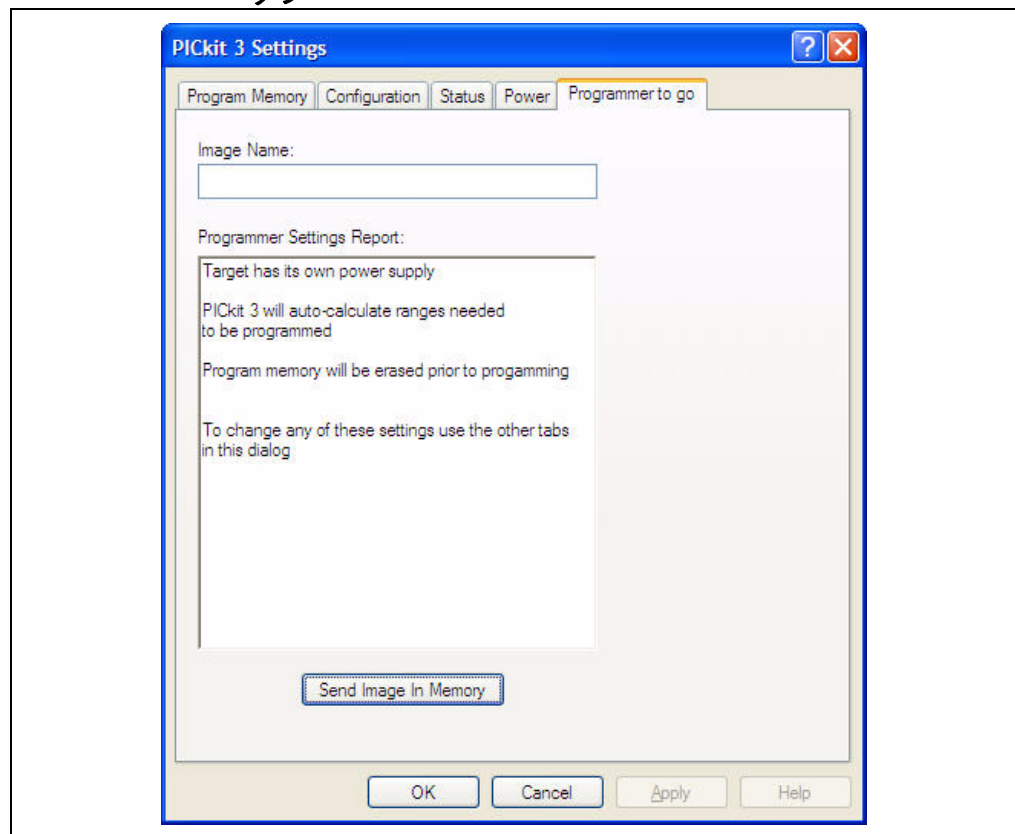 PICkit 3 Settings
Program Memory Configuration Status Power Programmer to go
Image Name:
Programmer Settings Report:
Target has its own power supply
PICkit 3 will auto-calculate ranges needed
to be programmed
Program memory will be erased prior to progamming
To change any of these settings use the other tabs
in this dialog
Send Image In Memory
OK Cancel Apply Help